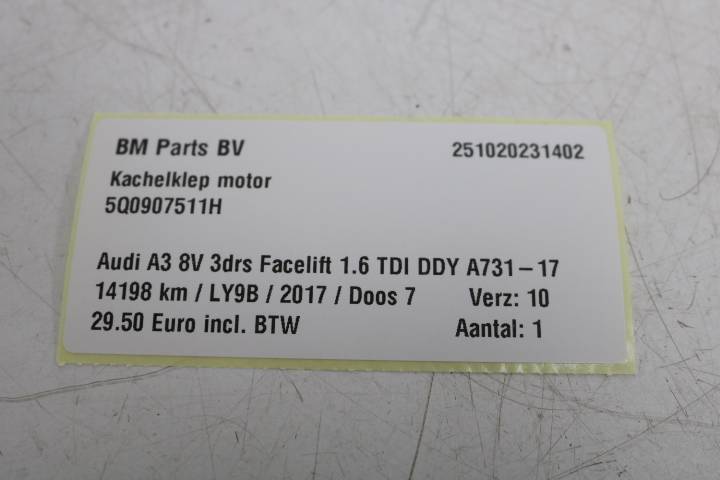 BM Parts BV 251020231402
Kachelklep motor
5Q0907511H
Audi A3 8V 3drs Facelift 1.6 TDI DDY A731-17
14198 km / LY9B / 2017 / Doos 7 Verz: 10
29.50 Euro incl. BTW Aantal: 1